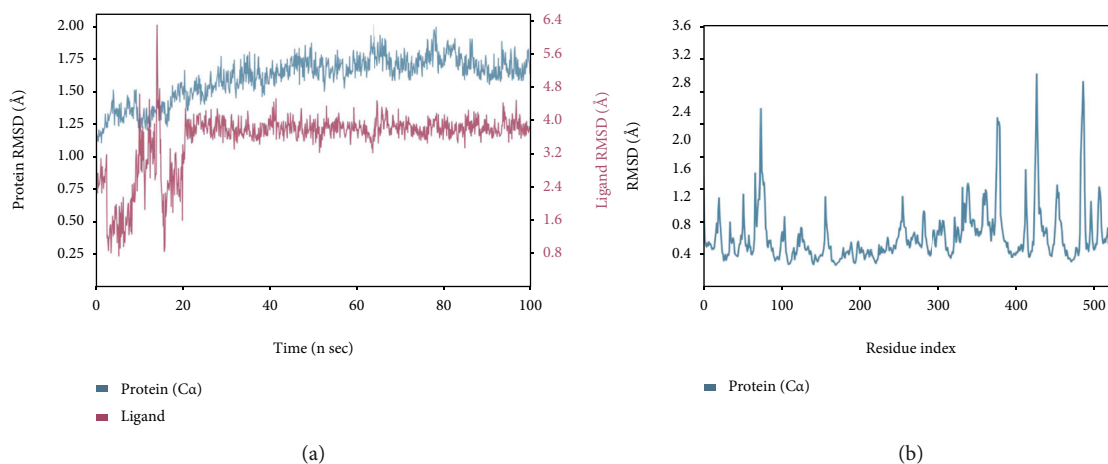 2.00
1.75
1.50
1.25
1.00
0.75
0.50
0.25
Protein RMSD (Å)
6.4
5.6
4.8
4.0
3.2
2.4
1.6
0.8
Ligand RMSD (Å)
0 20 40 60 80 100
Time (n sec)
Protein (Cα)
Ligand
(a)
3.6
2.8
2.4
2.0
1.6
1.2
0.8
0.4
RMSD (Å)
0 100 200 300 400 500
Residue index
Protein (Cα)
(b)